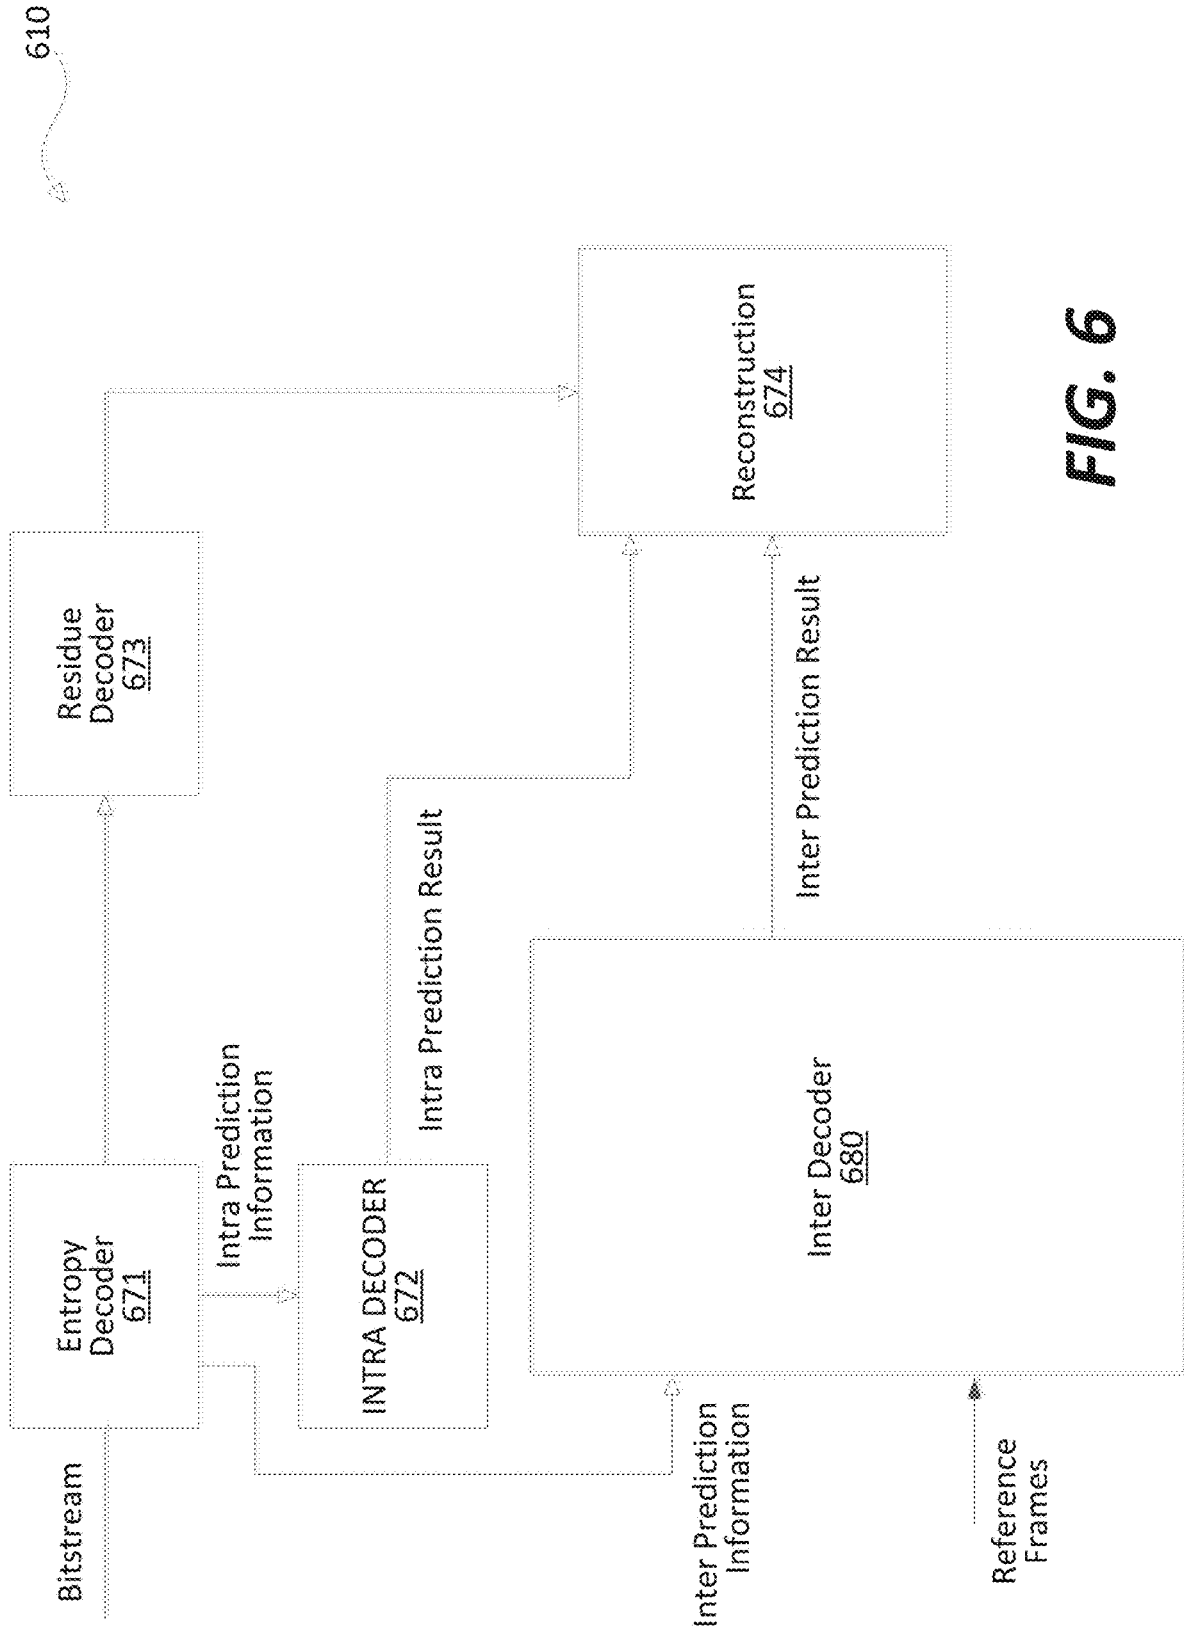 610
Bitstream
Entropy
Decoder
671
Residue
Decoder
673
Intra Prediction
Information
INTRA DECODER
672
Intra Prediction Result
Inter Prediction
Information
Reference
Frames
Inter Decoder
680
Inter Prediction Result
Reconstruction
674
FIG. 6